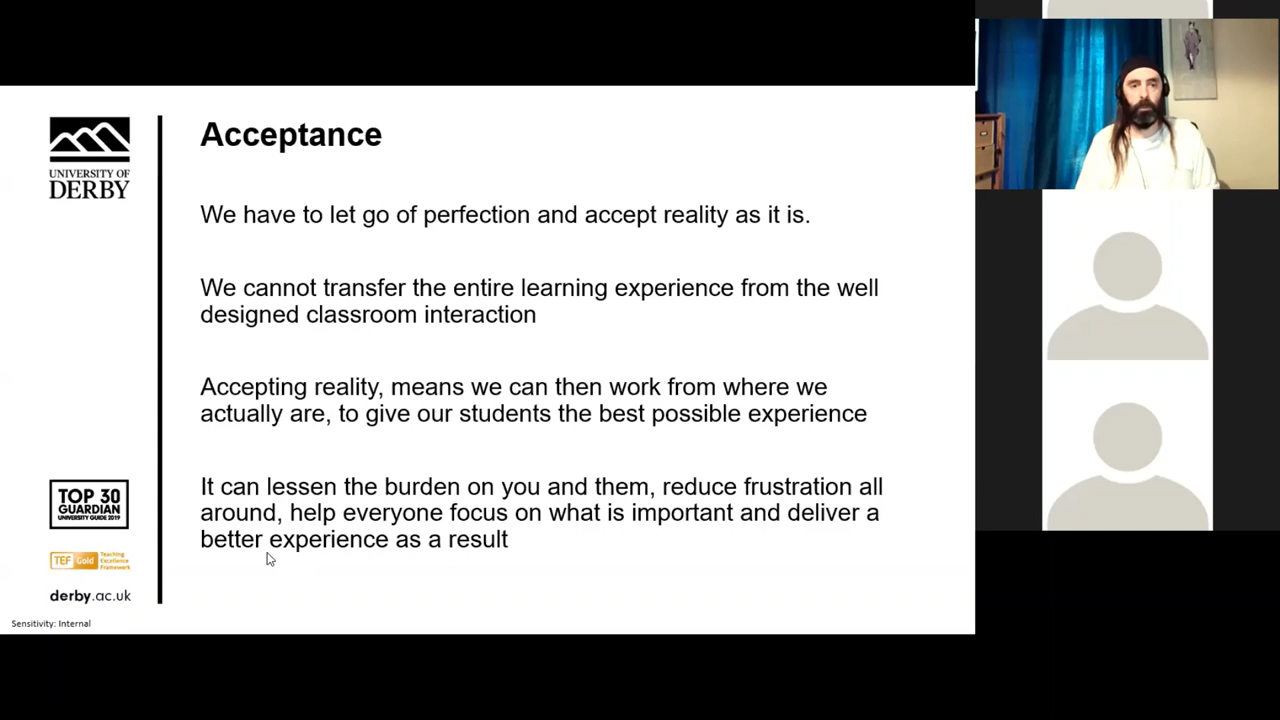 UNIVERSITY OF
DERBY
Acceptance
We have to let go of perfection and accept reality as it is.
We cannot transfer the entire learning experience from the well
designed classroom interaction
Accepting reality, means we can then work from where we
actually are, to give our students the best possible experience
It can lessen the burden on you and them, reduce frustration all
around, help everyone focus on what is important and deliver a
better experience as a result
TOP 30
GUARDIAN
UNIVERSITY GUIDE 2019
TEF Gold
Teaching
Excellence
Framework
derby.ac.uk
Sensitivity: Internal